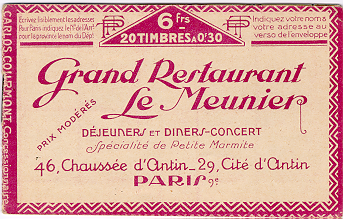 Ecrivez lisiblement les adresses
Pour Paris indiquez le N° de l'Arrt
pour la province le nom du Dépt
6 Frs
20 TIMBRES A 0!30
Indiquez votre nom &
votre adresse au
verso de l'enveloppe
CARLOS COURMONT, Concessionnaire
Grand Restaurant
Le Meunier
PRIX MODÉRÉS
DÉJEUNERS ET DINERS-CONCERT
Spécialité de Petite Marmite
46, Chaussée d'Antin _ 29, Cité d'Antin
PARIS 9e